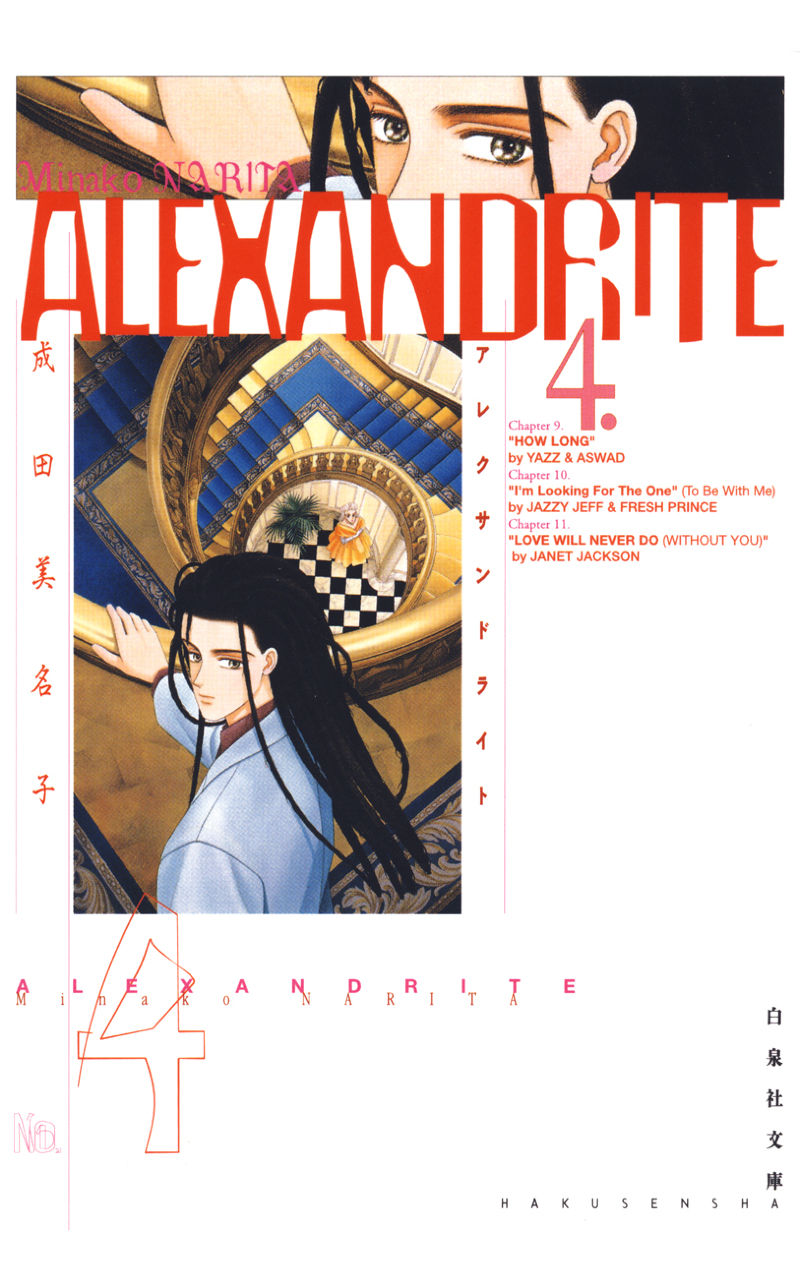 Minako NARITA
ALEXANDRITE
4.
成田美名子
アレクサンドライト
Chapter 9.
"HOW LONG"
by YAZZ & ASWAD
Chapter 10.
"I'm Looking For The One" (To Be With Me)
by JAZZY JEFF & FRESH PRINCE
Chapter 11.
"LOVE WILL NEVER DO (WITHOUT YOU)"
by JANET JACKSON
ALEXANDRITE
Minako NARITA
No.
4
白泉社文庫
HAKUSENSHA